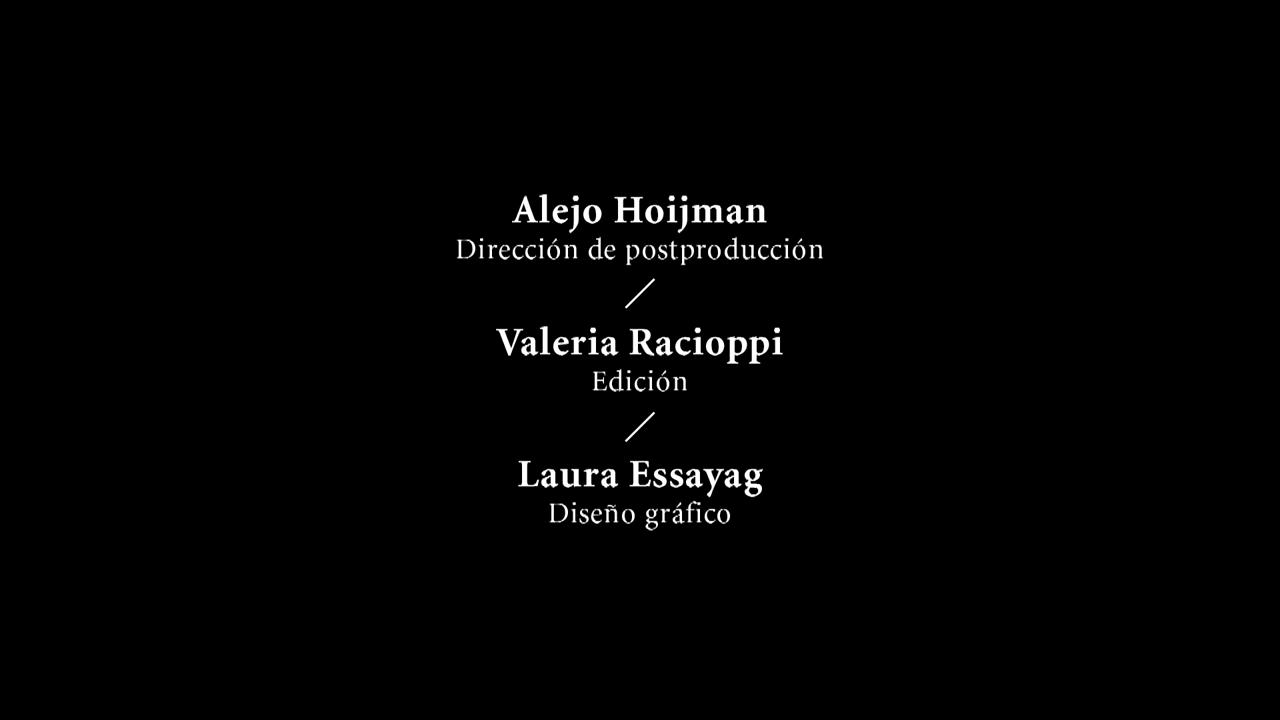 Alejo Hoijman
Dirección de postproducción
Valeria Racioppi
Edición
Laura Essayag
Diseño gráfico